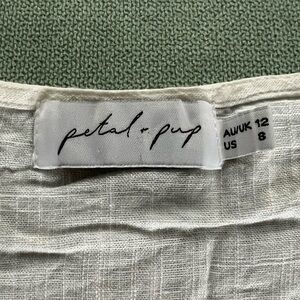 petal + pup
AU/UK 12
US 8